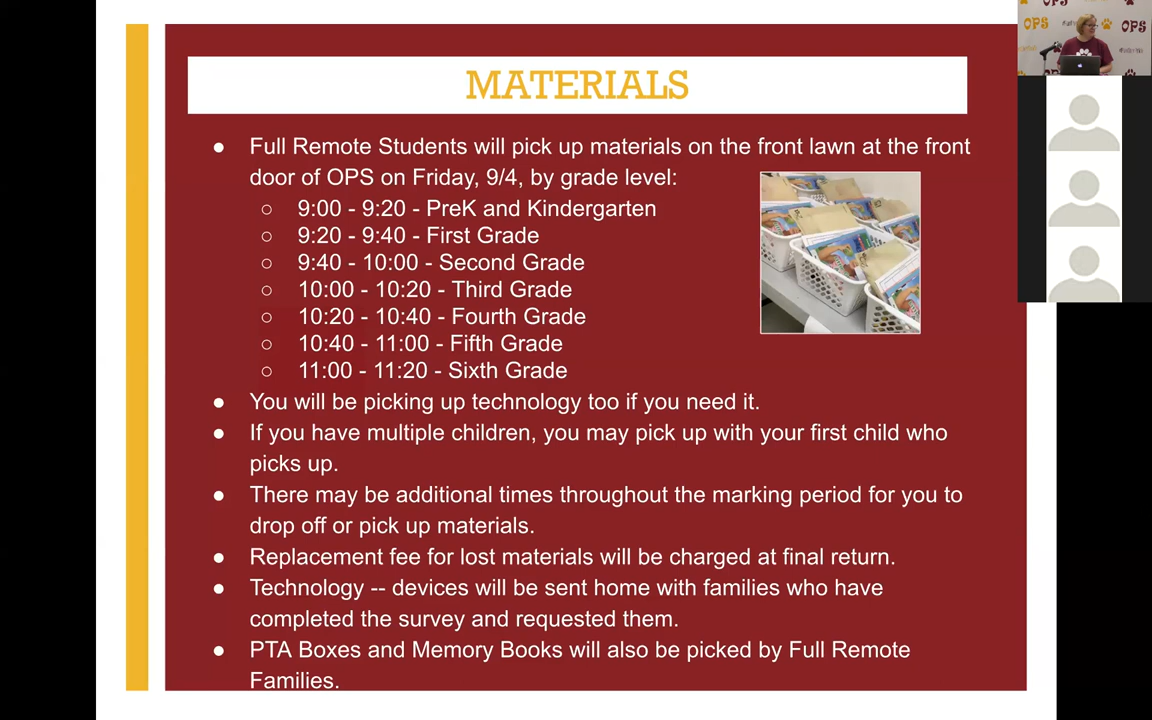 MATERIALS
● Full Remote Students will pick up materials on the front lawn at the front
door of OPS on Friday, 9/4, by grade level:
○ 9:00 - 9:20 - PreK and Kindergarten
○ 9:20 - 9:40 - First Grade
○ 9:40 - 10:00 - Second Grade
○ 10:00 - 10:20 - Third Grade
○ 10:20 - 10:40 - Fourth Grade
○ 10:40 - 11:00 - Fifth Grade
○ 11:00 - 11:20 - Sixth Grade
● You will be picking up technology too if you need it.
● If you have multiple children, you may pick up with your first child who
picks up.
● There may be additional times throughout the marking period for you to
drop off or pick up materials.
● Replacement fee for lost materials will be charged at final return.
● Technology -- devices will be sent home with families who have
completed the survey and requested them.
● PTA Boxes and Memory Books will also be picked by Full Remote
Families.
OPS
OPS